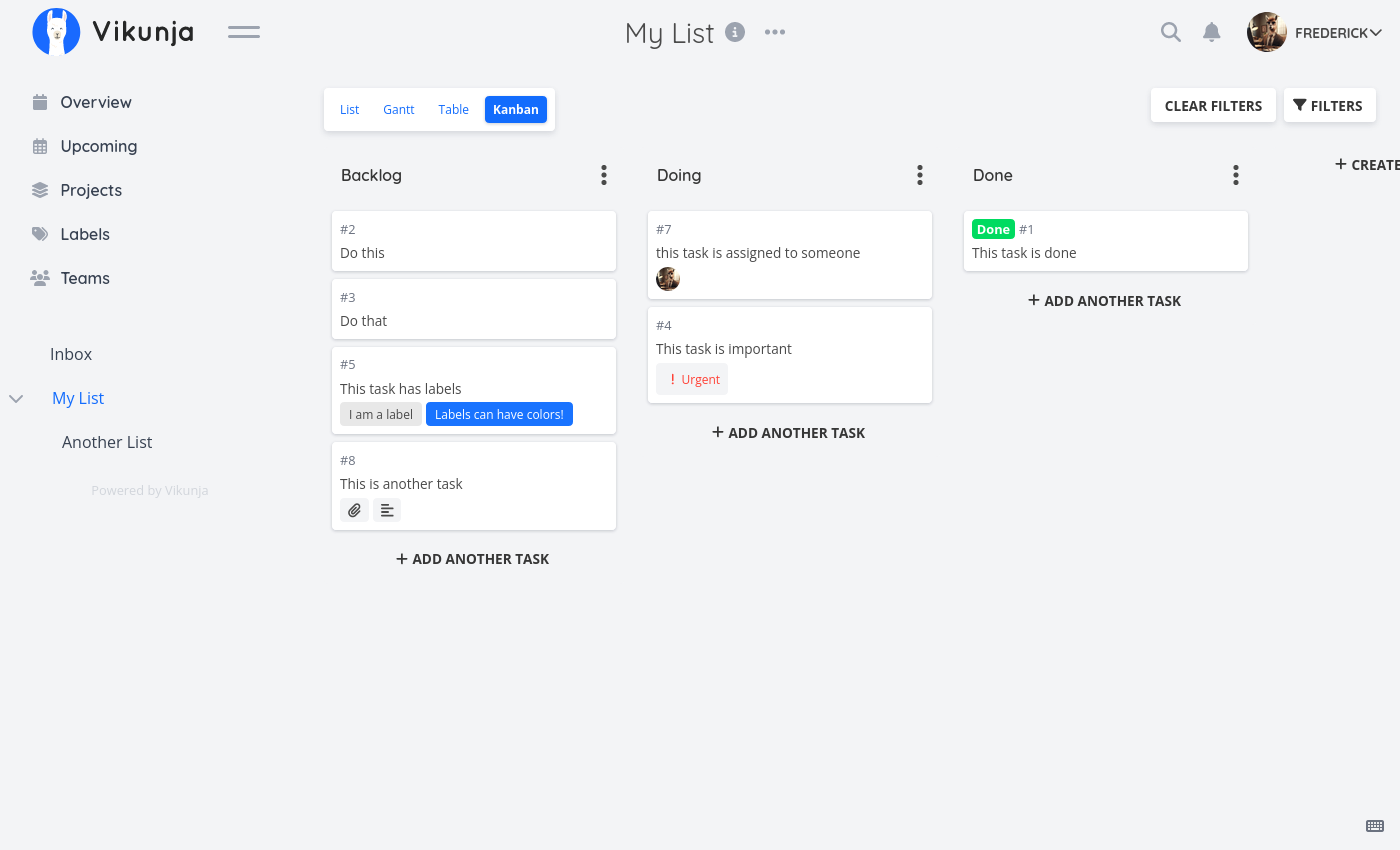 Vikunja
My List
FREDERICK
Overview
Upcoming
Projects
Labels
Teams
Inbox
My List
Another List
Powered by Vikunja
List Gantt Table Kanban
CLEAR FILTERS FILTERS
+ CREATE
Backlog
#2
Do this
#3
Do that
#5
This task has labels
I am a label Labels can have colors!
#8
This is another task
+ ADD ANOTHER TASK
Doing
#7
this task is assigned to someone
#4
This task is important
! Urgent
+ ADD ANOTHER TASK
Done
Done #1
This task is done
+ ADD ANOTHER TASK